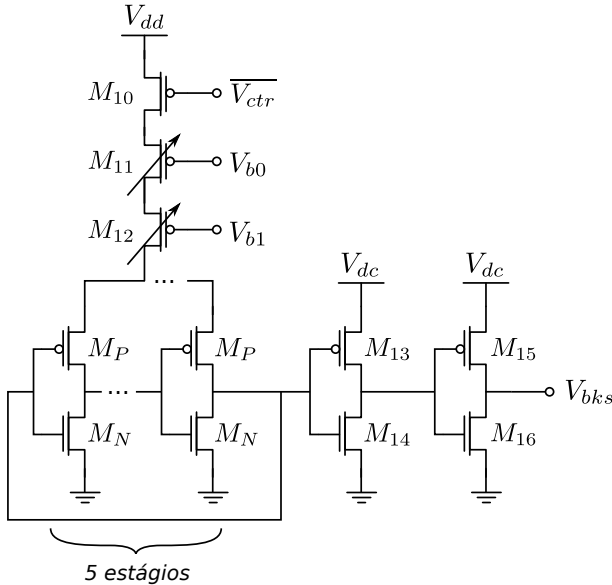 V_dd
M_10
\overline{V_ctr}
M_11
V_b0
M_12
V_b1
...
V_dc
V_dc
M_P
M_P
M_13
M_15
...
V_bks
M_N
M_N
M_14
M_16
5 estágios